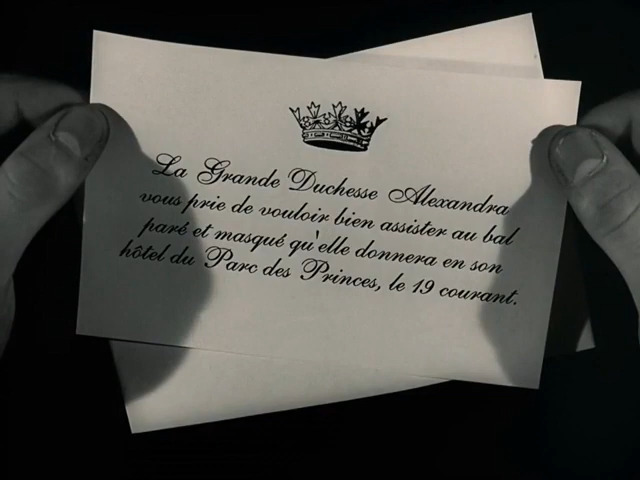 La Grande Duchesse Alexandra
vous prie de vouloir bien assister au bal
paré et masqué qu'elle donnera en son
hôtel du Parc des Princes, le 19 courant.